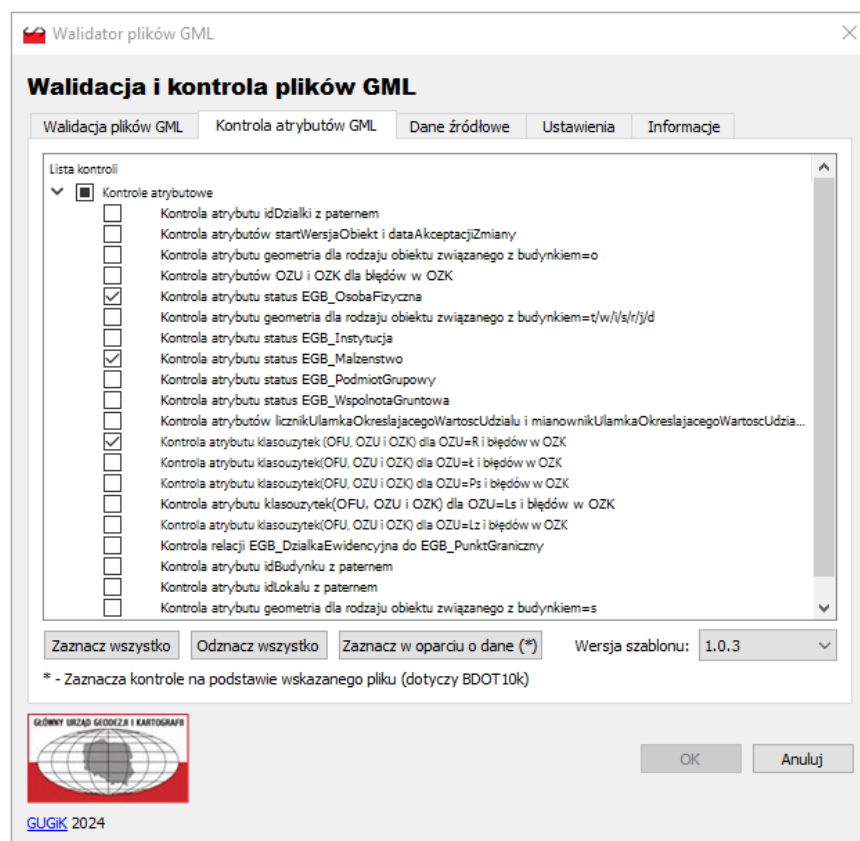 Walidator plików GML
Walidacja i kontrola plików GML
Walidacja plików GML Kontrola atrybutów GML Dane źródłowe Ustawienia Informacje
Lista kontroli
Kontrole atrybutowe
Kontrola atrybutu idDzialki z paternem
Kontrola atrybutów startWersjaObiekt i dataAkceptacjiZmiany
Kontrola atrybutu geometria dla rodzaju obiektu związanego z budynkiem=o
Kontrola atrybutów OZU i OZK dla błędów w OZK
Kontrola atrybutu status EGB_OsobaFizyczna
Kontrola atrybutu geometria dla rodzaju obiektu związanego z budynkiem=t/w/i/s/r/j/d
Kontrola atrybutu status EGB_Instytucja
Kontrola atrybutu status EGB_Malzenstwo
Kontrola atrybutu status EGB_PodmiotGrupowy
Kontrola atrybutu status EGB_WspolnotaGruntowa
Kontrola atrybutów licznikUlamkaOkreslajacegoWartoscUdzialu i mianownikUlamkaOkreslajacegoWartoscUdzia...
Kontrola atrybutu klasouzytek (OFU, OZU i OZK) dla OZU=R i błędów w OZK
Kontrola atrybutu klasouzytek(OFU, OZU i OZK) dla OZU=Ł i błędów w OZK
Kontrola atrybutu klasouzytek(OFU, OZU i OZK) dla OZU=Ps i błędów w OZK
Kontrola atrybutu klasouzytek(OFU, OZU i OZK) dla OZU=Ls i błędów w OZK
Kontrola atrybutu klasouzytek(OFU, OZU i OZK) dla OZU=Lz i błędów w OZK
Kontrola relacji EGB_DzialkaEwidencyjna do EGB_PunktGraniczny
Kontrola atrybutu idBudynku z paternem
Kontrola atrybutu idLokalu z paternem
Kontrola atrybutu geometria dla rodzaju obiektu związanego z budynkiem=s
Zaznacz wszystko Odznacz wszystko Zaznacz w oparciu o dane (*) Wersja szablonu: 1.0.3
* - Zaznacza kontrole na podstawie wskazanego pliku (dotyczy BDOT10k)
GŁÓWNY URZĄD GEODEZJI I KARTOGRAFII
OK Anuluj
GUGiK 2024